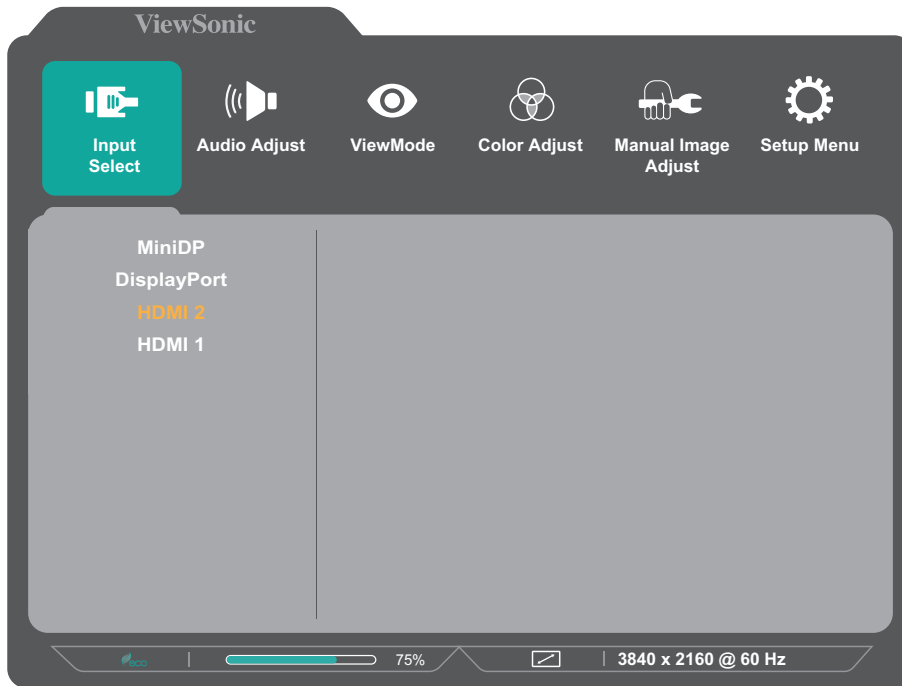 ViewSonic
Input
Select
Audio Adjust
ViewMode
Color Adjust
Manual Image
Adjust
Setup Menu
MiniDP
DisplayPort
HDMI 2
HDMI 1
eco
75%
3840 x 2160 @ 60 Hz